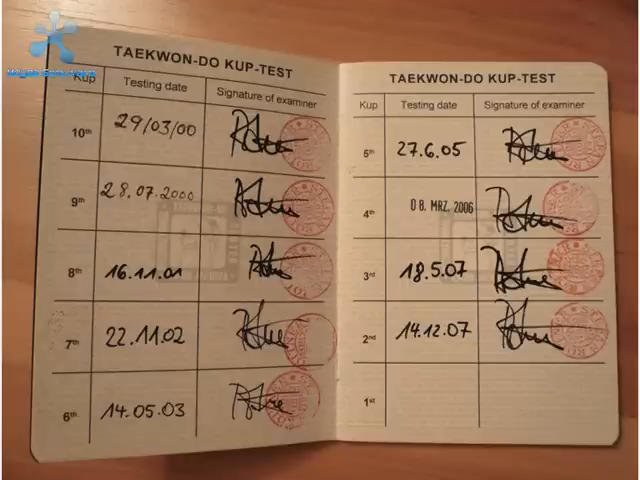 TAEKWON-DO KUP-TEST
Kup Testing date Signature of examiner
10th 29/03/00
9th 28.07.2000
8th 16.11.01
7th 22.11.02
6th 14.05.03
TAEKWON-DO KUP-TEST
Kup Testing date Signature of examiner
5th 27.6.05
4th 08. MRZ. 2006
3rd 18.5.07
2nd 14.12.07
1st